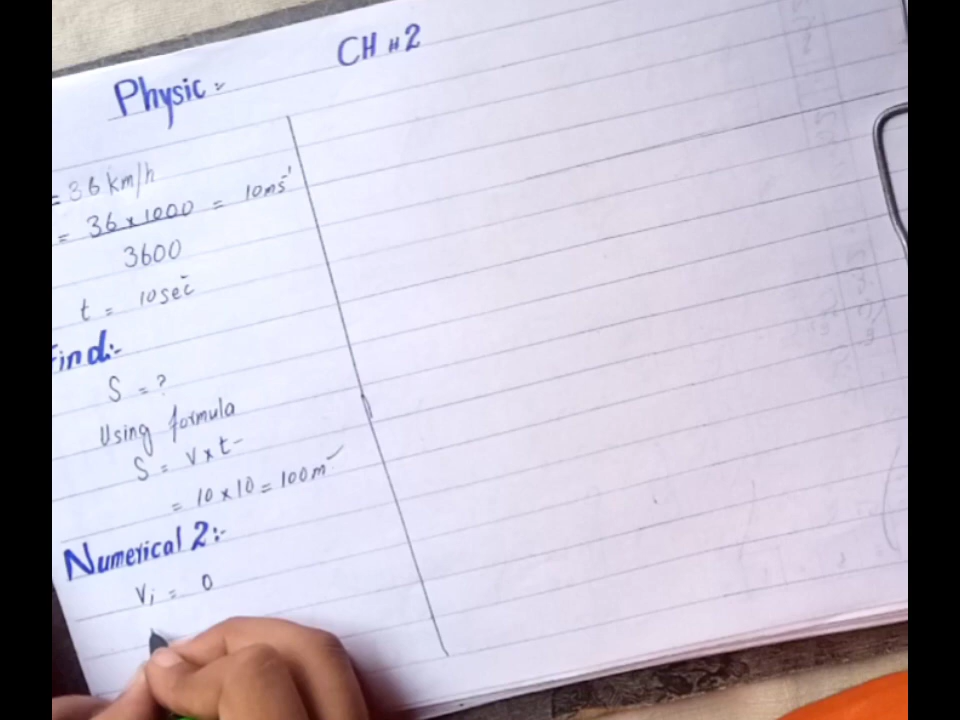 Physic:-
CH # 2
= 36 km/h
= 36 x 1000 = 10ms⁻¹
3600
t = 10sec
Find:-
S = ?
Using formula
S = v x t
= 10 x 10 = 100m
Numerical 2:-
Vi = 0